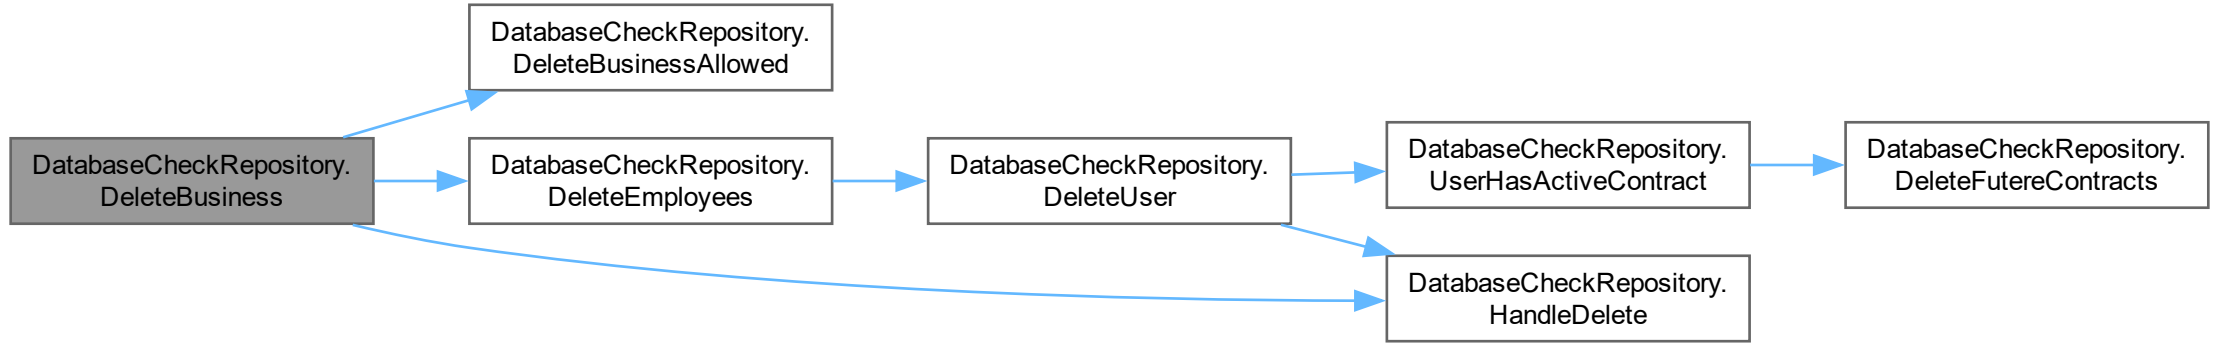 DatabaseCheckRepository.
DeleteBusiness
DatabaseCheckRepository.
DeleteBusinessAllowed
DatabaseCheckRepository.
DeleteEmployees
DatabaseCheckRepository.
DeleteUser
DatabaseCheckRepository.
UserHasActiveContract
DatabaseCheckRepository.
DeleteFutereContracts
DatabaseCheckRepository.
HandleDelete